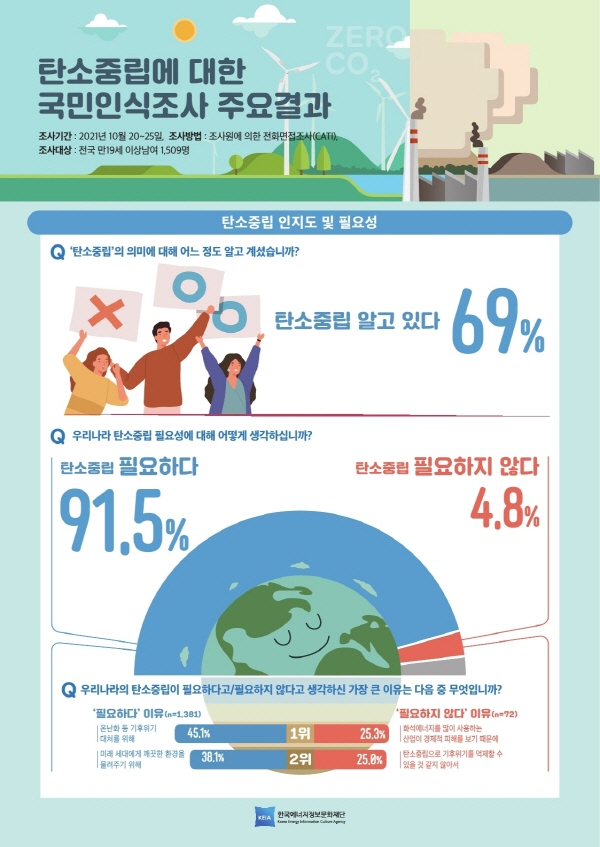 ZERO
CO2
탄소중립에 대한
국민인식조사 주요결과
조사기간 : 2021년 10월 20~25일, 조사방법 : 조사원에 의한 전화면접조사(CATI),
조사대상 : 전국 만19세 이상남여 1,509명
탄소중립 인지도 및 필요성
Q '탄소중립'의 의미에 대해 어느 정도 알고 계셨습니까?
탄소중립 알고 있다 69%
Q 우리나라 탄소중립 필요성에 대해 어떻게 생각하십니까?
탄소중립 필요하다
91.5%
탄소중립 필요하지 않다
4.8%
Q 우리나라의 탄소중립이 필요하다고/필요하지 않다고 생각하신 가장 큰 이유는 다음 중 무엇입니까?
'필요하다' 이유(n=1,381)
'필요하지 않다' 이유(n=72)
온난화 등 기후위기
대처를 위해
45.1% 1위 25.3%
화석에너지를 많이 사용하는
산업이 경제적 피해를 보기 때문에
미래 세대에게 깨끗한 환경을
물려주기 위해
38.1% 2위 25.0%
탄소중립으로 기후위기를 억제할 수
있을 것 같지 않아서
KEIA 한국에너지정보문화재단
Korea Energy Information Culture Agency